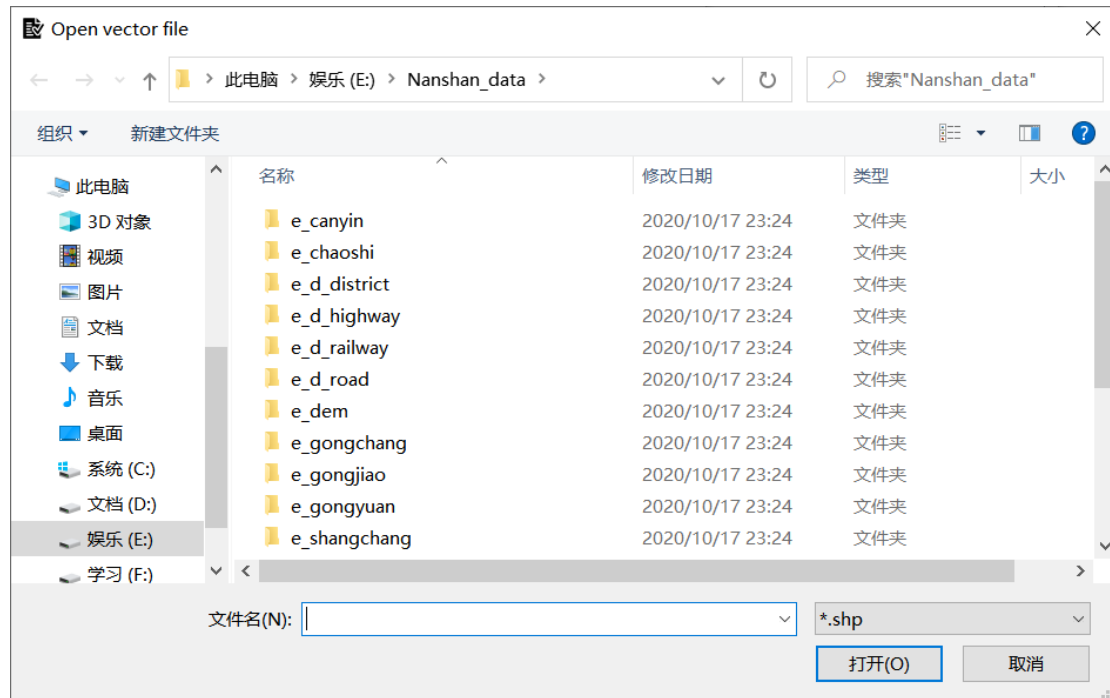 Open vector file
此电脑 > 娱乐 (E:) > Nanshan_data >
搜索"Nanshan_data"
组织
新建文件夹
此电脑
3D 对象
视频
图片
文档
下载
音乐
桌面
系统 (C:)
文档 (D:)
娱乐 (E:)
学习 (F:)
名称 修改日期 类型 大小
e_canyin 2020/10/17 23:24 文件夹
e_chaoshi 2020/10/17 23:24 文件夹
e_d_district 2020/10/17 23:24 文件夹
e_d_highway 2020/10/17 23:24 文件夹
e_d_railway 2020/10/17 23:24 文件夹
e_d_road 2020/10/17 23:24 文件夹
e_dem 2020/10/17 23:24 文件夹
e_gongchang 2020/10/17 23:24 文件夹
e_gongjiao 2020/10/17 23:24 文件夹
e_gongyuan 2020/10/17 23:24 文件夹
e_shangchang 2020/10/17 23:24 文件夹
文件名(N):
*.shp
打开(O)
取消